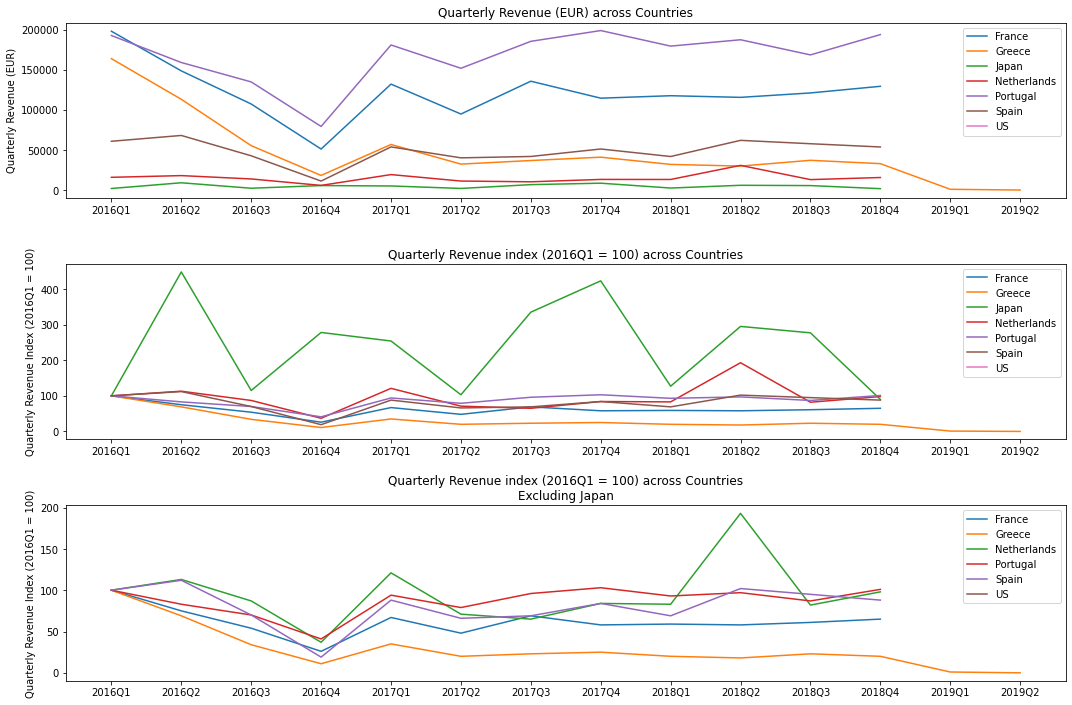 Quarterly Revenue (EUR) across Countries
Quarterly Revenue (EUR)
200000
150000
100000
50000
0
France
Greece
Japan
Netherlands
Portugal
Spain
US
2016Q1 2016Q2 2016Q3 2016Q4 2017Q1 2017Q2 2017Q3 2017Q4 2018Q1 2018Q2 2018Q3 2018Q4 2019Q1 2019Q2
Quarterly Revenue index (2016Q1 = 100) across Countries
Quarterly Revenue Index (2016Q1 = 100)
400
300
200
100
0
France
Greece
Japan
Netherlands
Portugal
Spain
US
2016Q1 2016Q2 2016Q3 2016Q4 2017Q1 2017Q2 2017Q3 2017Q4 2018Q1 2018Q2 2018Q3 2018Q4 2019Q1 2019Q2
Quarterly Revenue index (2016Q1 = 100) across Countries
Excluding Japan
Quarterly Revenue Index (2016Q1 = 100)
200
150
100
50
0
France
Greece
Netherlands
Portugal
Spain
US
2016Q1 2016Q2 2016Q3 2016Q4 2017Q1 2017Q2 2017Q3 2017Q4 2018Q1 2018Q2 2018Q3 2018Q4 2019Q1 2019Q2